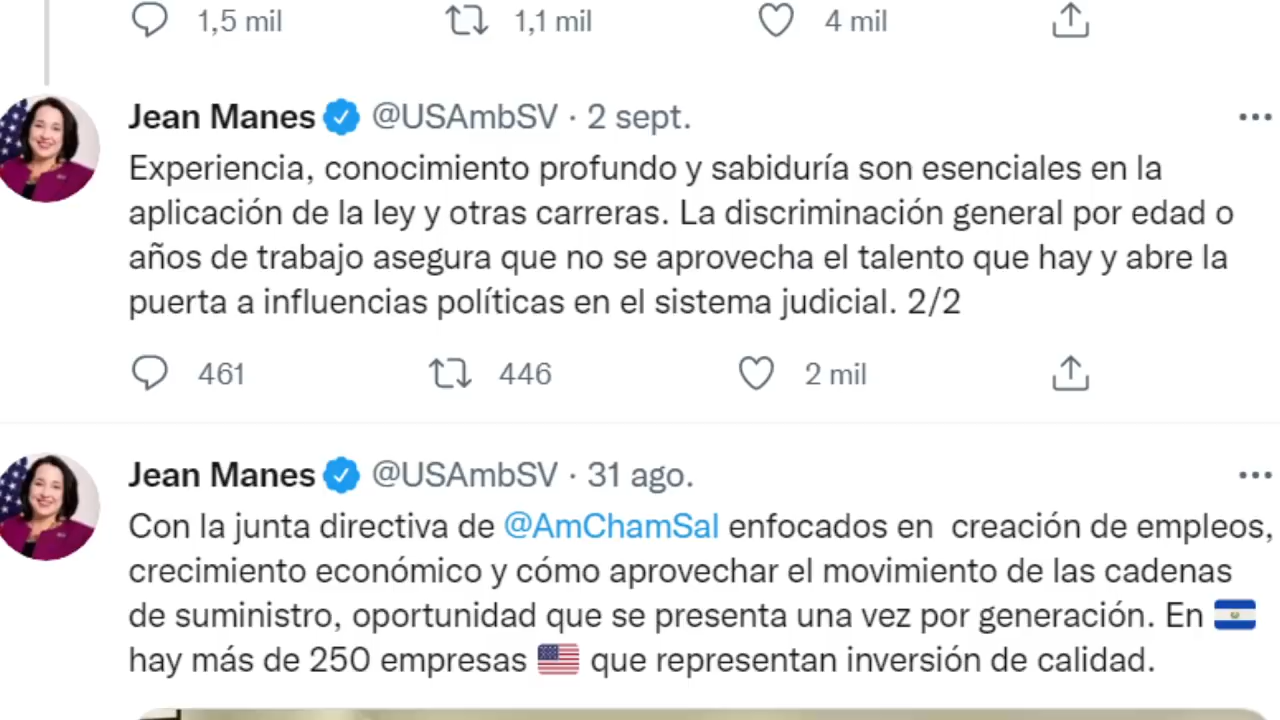 1,5 mil 1,1 mil 4 mil
Jean Manes @USAmbSV · 2 sept.
Experiencia, conocimiento profundo y sabiduría son esenciales en la
aplicación de la ley y otras carreras. La discriminación general por edad o
años de trabajo asegura que no se aprovecha el talento que hay y abre la
puerta a influencias políticas en el sistema judicial. 2/2
461 446 2 mil
Jean Manes @USAmbSV · 31 ago.
Con la junta directiva de @AmChamSal enfocados en  creación de empleos,
crecimiento económico y cómo aprovechar el movimiento de las cadenas
de suministro, oportunidad que se presenta una vez por generación. En 🇸🇻
hay más de 250 empresas 🇺🇸 que representan inversión de calidad.